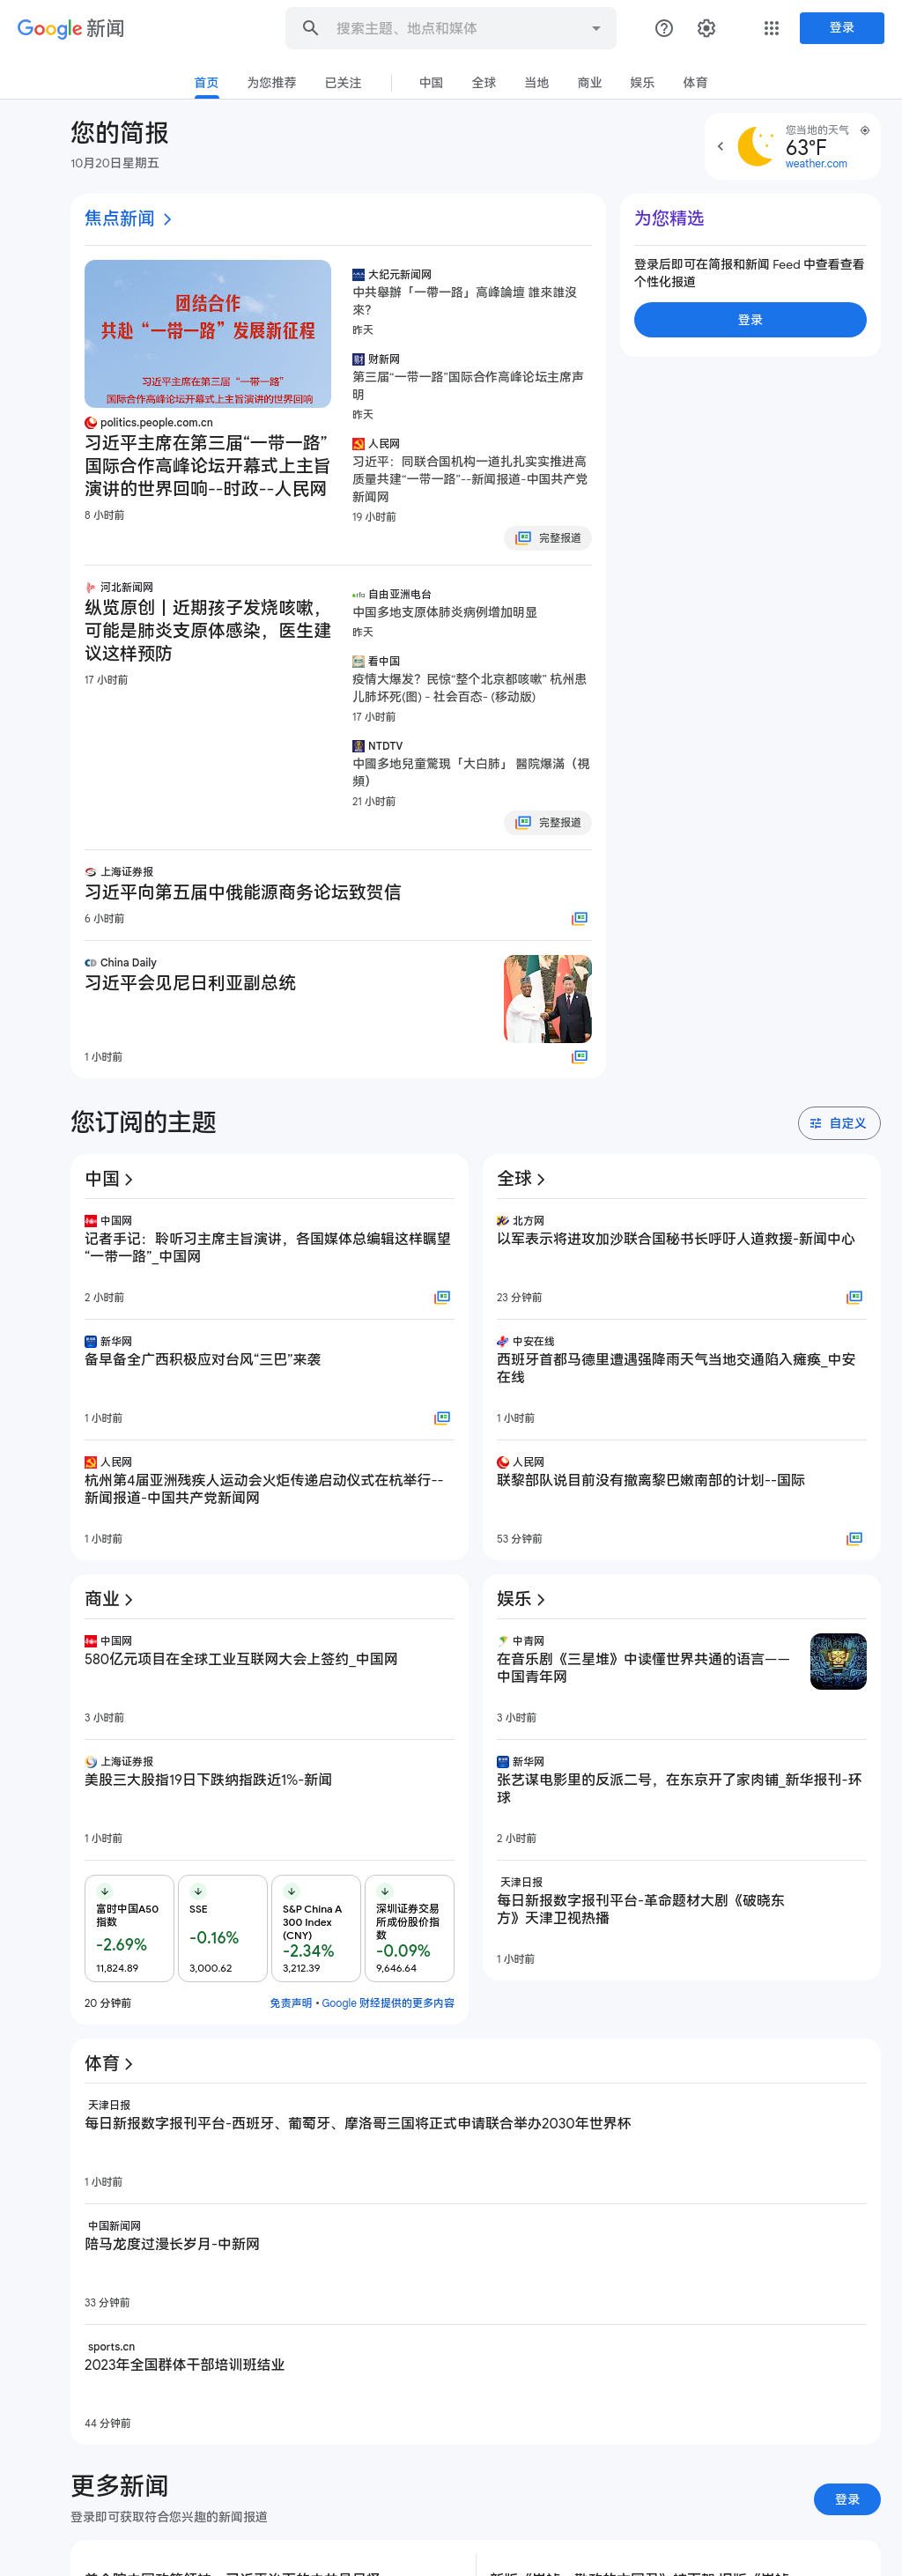 Google 新闻
搜索主题、地点和媒体
登录
首页
为您推荐
已关注
中国
全球
当地
商业
娱乐
体育
您的简报
10月20日星期五
您当地的天气
63°F
weather.com
焦点新闻
团结合作
共赴“一带一路”发展新征程
习近平主席在第三届“一带一路”
国际合作高峰论坛开幕式上主旨演讲的世界回响
politics.people.com.cn
习近平主席在第三届“一带一路”
国际合作高峰论坛开幕式上主旨
演讲的世界回响--时政--人民网
8 小时前
大纪元新闻网
中共舉辦「一帶一路」高峰論壇 誰來誰沒
來?
昨天
财新网
第三届“一带一路”国际合作高峰论坛主席声
明
昨天
人民网
习近平：同联合国机构一道扎扎实实推进高
质量共建“一带一路”--新闻报道-中国共产党
新闻网
19 小时前
完整报道
河北新闻网
纵览原创丨近期孩子发烧咳嗽，
可能是肺炎支原体感染，医生建
议这样预防
17 小时前
自由亚洲电台
中国多地支原体肺炎病例增加明显
昨天
看中国
疫情大爆发？民惊“整个北京都咳嗽” 杭州患
儿肺坏死(图) - 社会百态- (移动版)
17 小时前
NTDTV
中國多地兒童驚現「大白肺」 醫院爆滿（視
頻）
21 小时前
完整报道
上海证券报
习近平向第五届中俄能源商务论坛致贺信
6 小时前
China Daily
习近平会见尼日利亚副总统
1 小时前
为您精选
登录后即可在简报和新闻 Feed 中查看查看
个性化报道
登录
您订阅的主题
自定义
中国
中国网
记者手记：聆听习主席主旨演讲，各国媒体总编辑这样瞩望
“一带一路”_中国网
2 小时前
新华网
备早备全广西积极应对台风“三巴”来袭
1 小时前
人民网
杭州第4届亚洲残疾人运动会火炬传递启动仪式在杭举行--
新闻报道-中国共产党新闻网
1 小时前
全球
北方网
以军表示将进攻加沙联合国秘书长呼吁人道救援-新闻中心
23 分钟前
中安在线
西班牙首都马德里遭遇强降雨天气当地交通陷入瘫痪_中安
在线
1 小时前
人民网
联黎部队说目前没有撤离黎巴嫩南部的计划--国际
53 分钟前
商业
中国网
580亿元项目在全球工业互联网大会上签约_中国网
3 小时前
上海证券报
美股三大股指19日下跌纳指跌近1%-新闻
1 小时前
富时中国A50
指数
-2.69%
11,824.89
SSE
-0.16%
3,000.62
S&P China A
300 Index
(CNY)
-2.34%
3,212.39
深圳证券交易
所成份股价指
数
-0.09%
9,646.64
20 分钟前
免责声明 • Google 财经提供的更多内容
娱乐
中青网
在音乐剧《三星堆》中读懂世界共通的语言——
中国青年网
3 小时前
新华网
张艺谋电影里的反派二号，在东京开了家肉铺_新华报刊-环
球
2 小时前
天津日报
每日新报数字报刊平台-革命题材大剧《破晓东
方》天津卫视热播
1 小时前
体育
天津日报
每日新报数字报刊平台-西班牙、葡萄牙、摩洛哥三国将正式申请联合举办2030年世界杯
1 小时前
中国新闻网
陪马龙度过漫长岁月-中新网
33 分钟前
sports.cn
2023年全国群体干部培训班结业
44 分钟前
更多新闻
登录即可获取符合您兴趣的新闻报道
登录